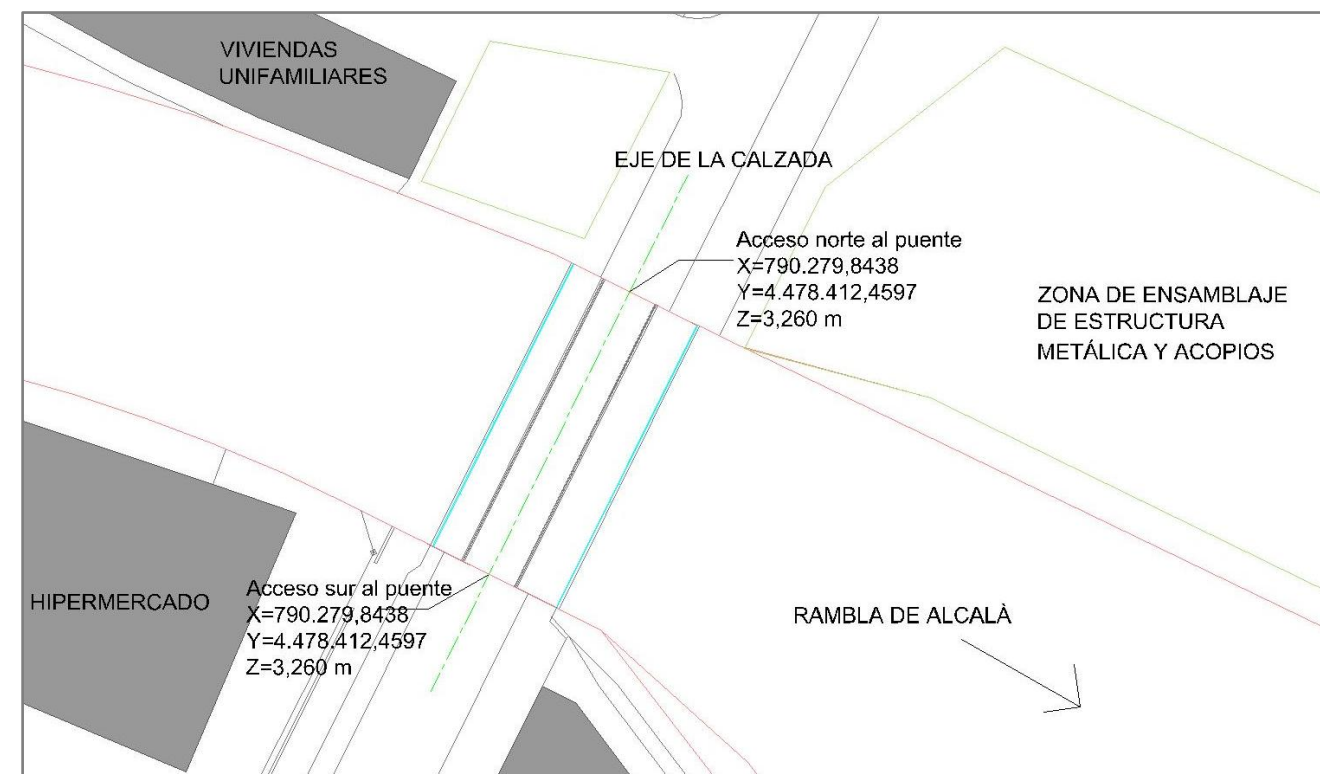 VIVIENDAS
UNIFAMILIARES
EJE DE LA CALZADA
Acceso norte al puente
X=790.279,8438
Y=4.478.412,4597
Z=3,260 m
ZONA DE ENSAMBLAJE
DE ESTRUCTURA
METÁLICA Y ACOPIOS
HIPERMERCADO
Acceso sur al puente
X=790.279,8438
Y=4.478.412,4597
Z=3,260 m
RAMBLA DE ALCALÀ